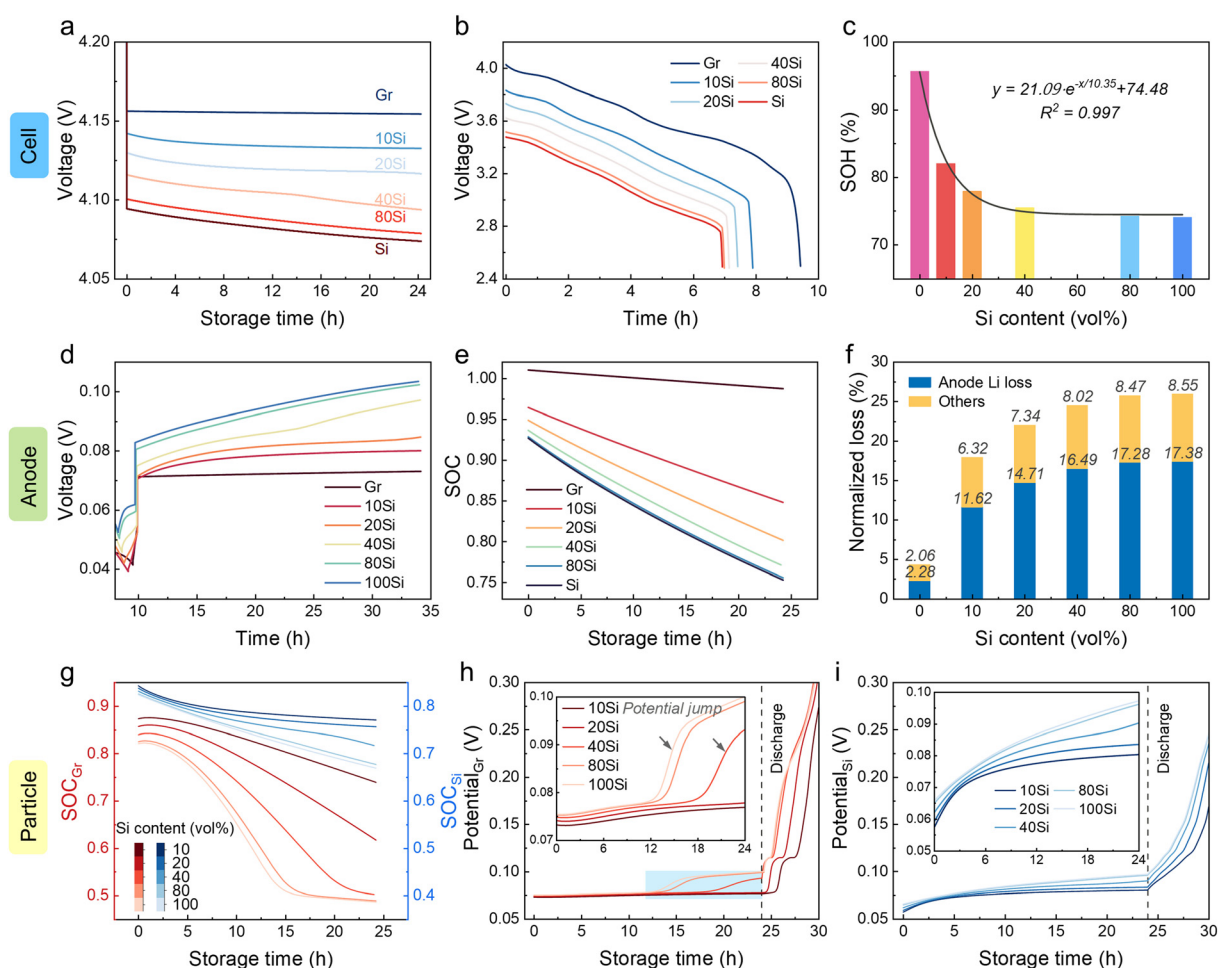 a
4.20
4.15
4.10
4.05
Voltage (V)
Gr
10Si
20Si
40Si
80Si
Si
0 4 8 12 16 20 24
Storage time (h)
b
4.0
3.6
3.2
2.8
2.4
Voltage (V)
Gr 40Si
10Si 80Si
20Si Si
0 2 4 6 8 10
Time (h)
c
100
90
80
70
SOH (%)
y = 21.09·e-x/10.35+74.48
R2 = 0.997
0 20 40 60 80 100
Si content (vol%)
Cell
d
0.10
0.08
0.06
0.04
Voltage (V)
Gr
10Si
20Si
40Si
80Si
100Si
10 15 20 25 30 35
Time (h)
e
1.00
0.95
0.90
0.85
0.80
0.75
SOC
Gr
10Si
20Si
40Si
80Si
Si
0 5 10 15 20 25
Storage time (h)
f
30
25
20
15
10
5
0
Normalized loss (%)
Anode Li loss
Others
2.06
2.28
6.32
11.62
7.34
14.71
8.02
16.49
8.47
17.28
8.55
17.38
0 10 20 40 80 100
Si content (vol%)
Anode
g
0.9
0.8
0.7
0.6
0.5
SOCGr
0.8
0.7
0.6
0.5
0.4
SOCSi
Si content (vol%)
10
20
40
80
100
0 5 10 15 20 25
Storage time (h)
h
0.30
0.25
0.20
0.15
0.10
0.05
PotentialGr (V)
10Si Potential jump
20Si
40Si
80Si
100Si
0.10
0.09
0.08
0.07
0 6 12 18 24
Discharge
0 5 10 15 20 25 30
Storage time (h)
i
0.30
0.25
0.20
0.15
0.10
0.05
PotentialSi (V)
0.10
0.09
0.08
0.07
0.06
0.05
10Si 80Si
20Si 100Si
40Si
0 6 12 18 24
Discharge
0 5 10 15 20 25 30
Storage time (h)
Particle